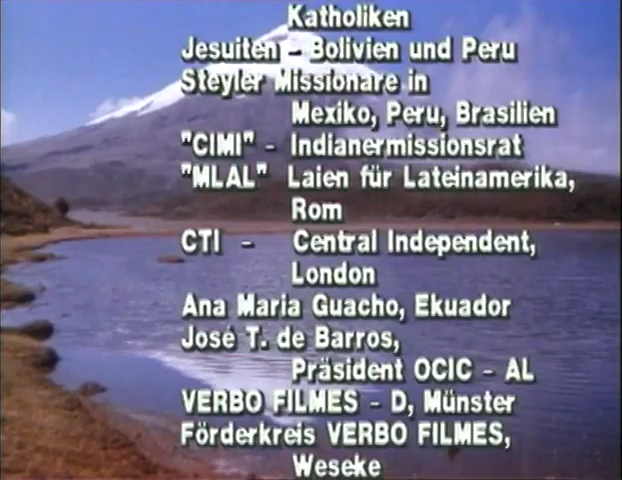 Katholiken
Jesuiten - Bolivien und Peru
Steyler Missionare in
Mexiko, Peru, Brasilien
"CIMI" - Indianermissionsrat
"MLAL" Laien für Lateinamerika,
Rom
CTI - Central Independent,
London
Ana Maria Guacho, Ekuador
José T. de Barros,
Präsident OCIC - AL
VERBO FILMES - D, Münster
Förderkreis VERBO FILMES,
Weseke